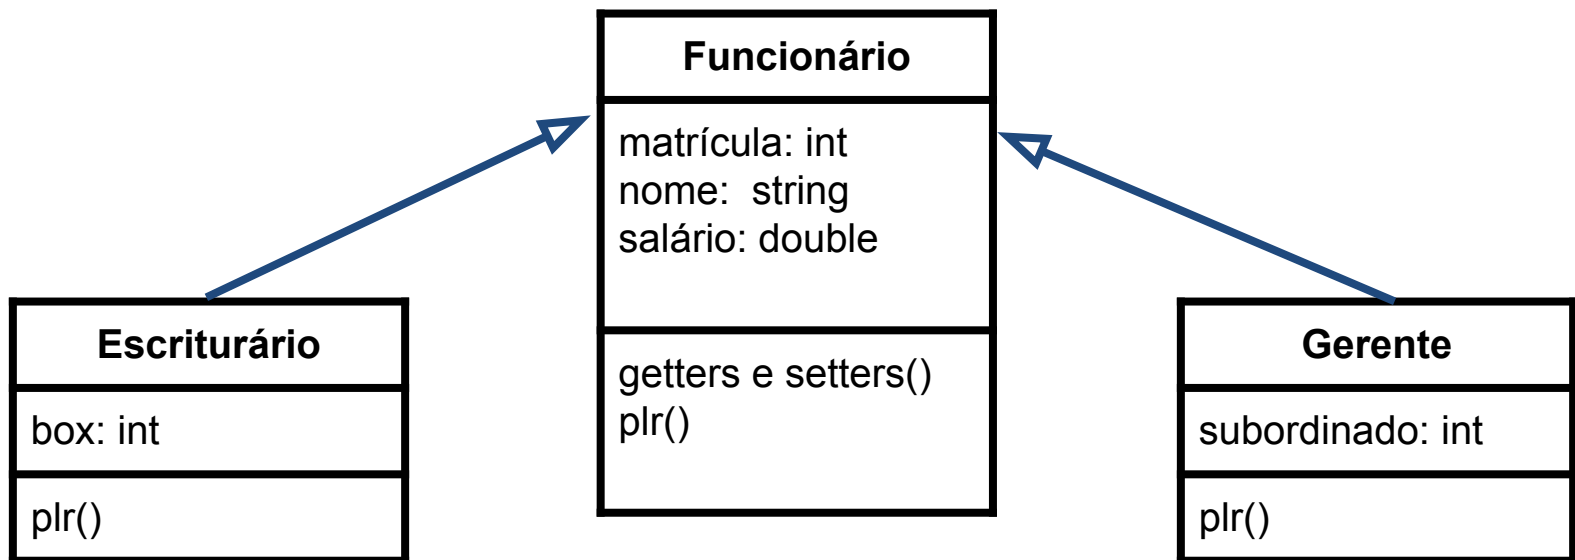 Funcionário
matrícula: int
nome: string
salário: double
getters e setters()
plr()
Escriturário
box: int
plr()
Gerente
subordinado: int
plr()